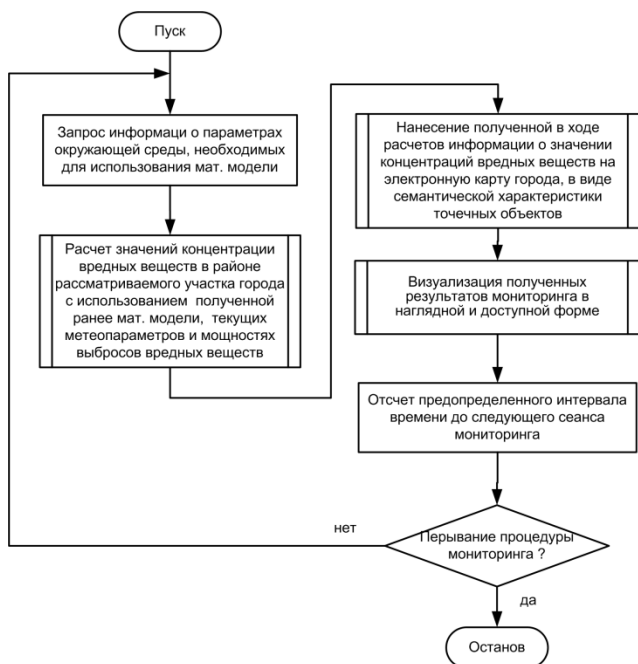 Пуск
Запрос информаци о параметрах
окружающей среды, необходимых
для использования мат. модели
Расчет значений концентрации
вредных веществ в районе
рассматриваемого участка города
с использованием полученной
ранее мат. модели, текущих
метеопараметров и мощностях
выбросов вредных веществ
Нанесение полученной в ходе
расчетов информации о значении
концентраций вредных веществ на
электронную карту города, в виде
семантической характеристики
точечных объектов
Визуализация полученных
результатов мониторинга в
наглядной и доступной форме
Отсчет предопределенного интервала
времени до следующего сеанса
мониторинга
Перывание процедуры
мониторинга ?
нет
да
Останов